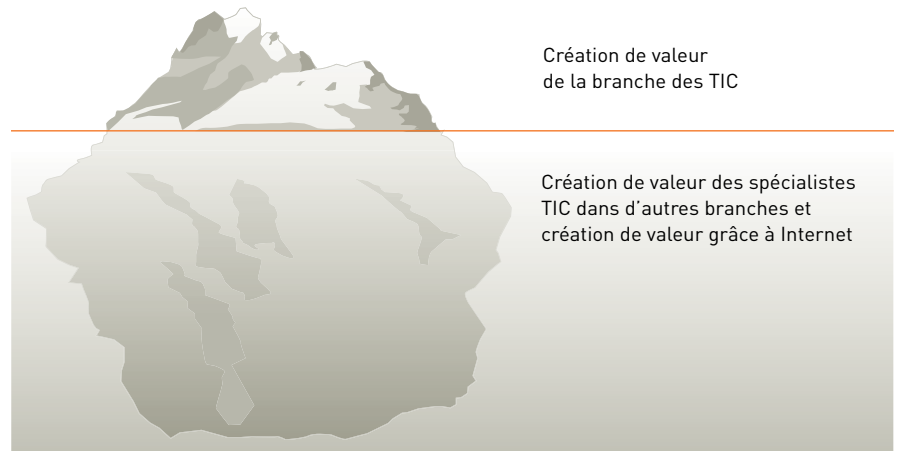 Création de valeur
de la branche des TIC
Création de valeur des spécialistes
TIC dans d’autres branches et
création de valeur grâce à Internet